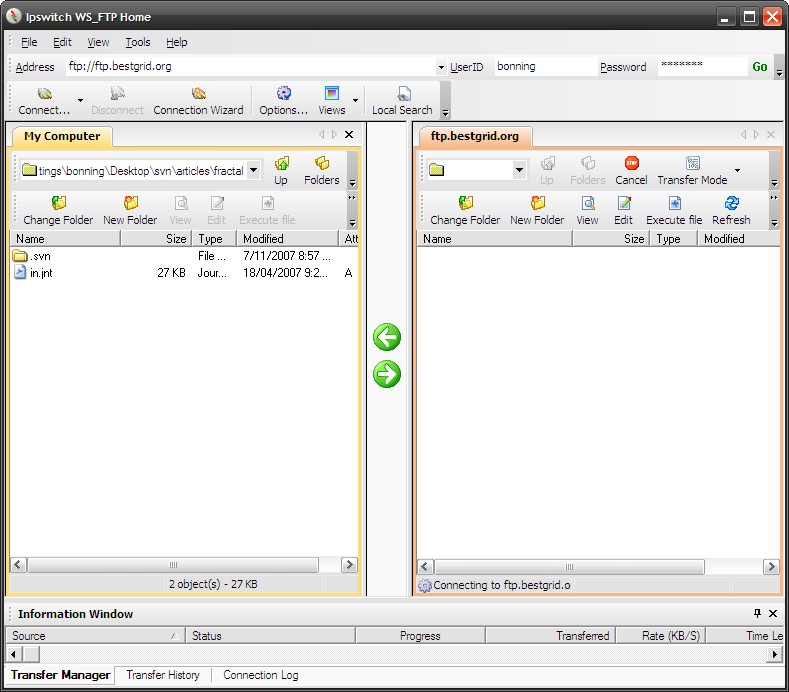 Ipswitch WS_FTP Home
File Edit View Tools Help
Address ftp://ftp.bestgrid.org UserID bonning Password ******* Go
Connect... Disconnect Connection Wizard Options... Views Local Search
My Computer
tings\bonning\Desktop\svn\articles\fractal Up Folders
Change Folder New Folder View Edit Execute file
Name Size Type Modified Att
.svn File ... 7/11/2007 8:57 ...
in.jnt 27 KB Jour... 18/04/2007 9:2... A
2 object(s) - 27 KB
ftp.bestgrid.org
Up Folders Cancel Transfer Mode
Change Folder New Folder View Edit Execute file Refresh
Name Size Type Modified
Connecting to ftp.bestgrid.o
Information Window
Source Status Progress Transferred Rate (KB/S) Time Le
Transfer Manager Transfer History Connection Log